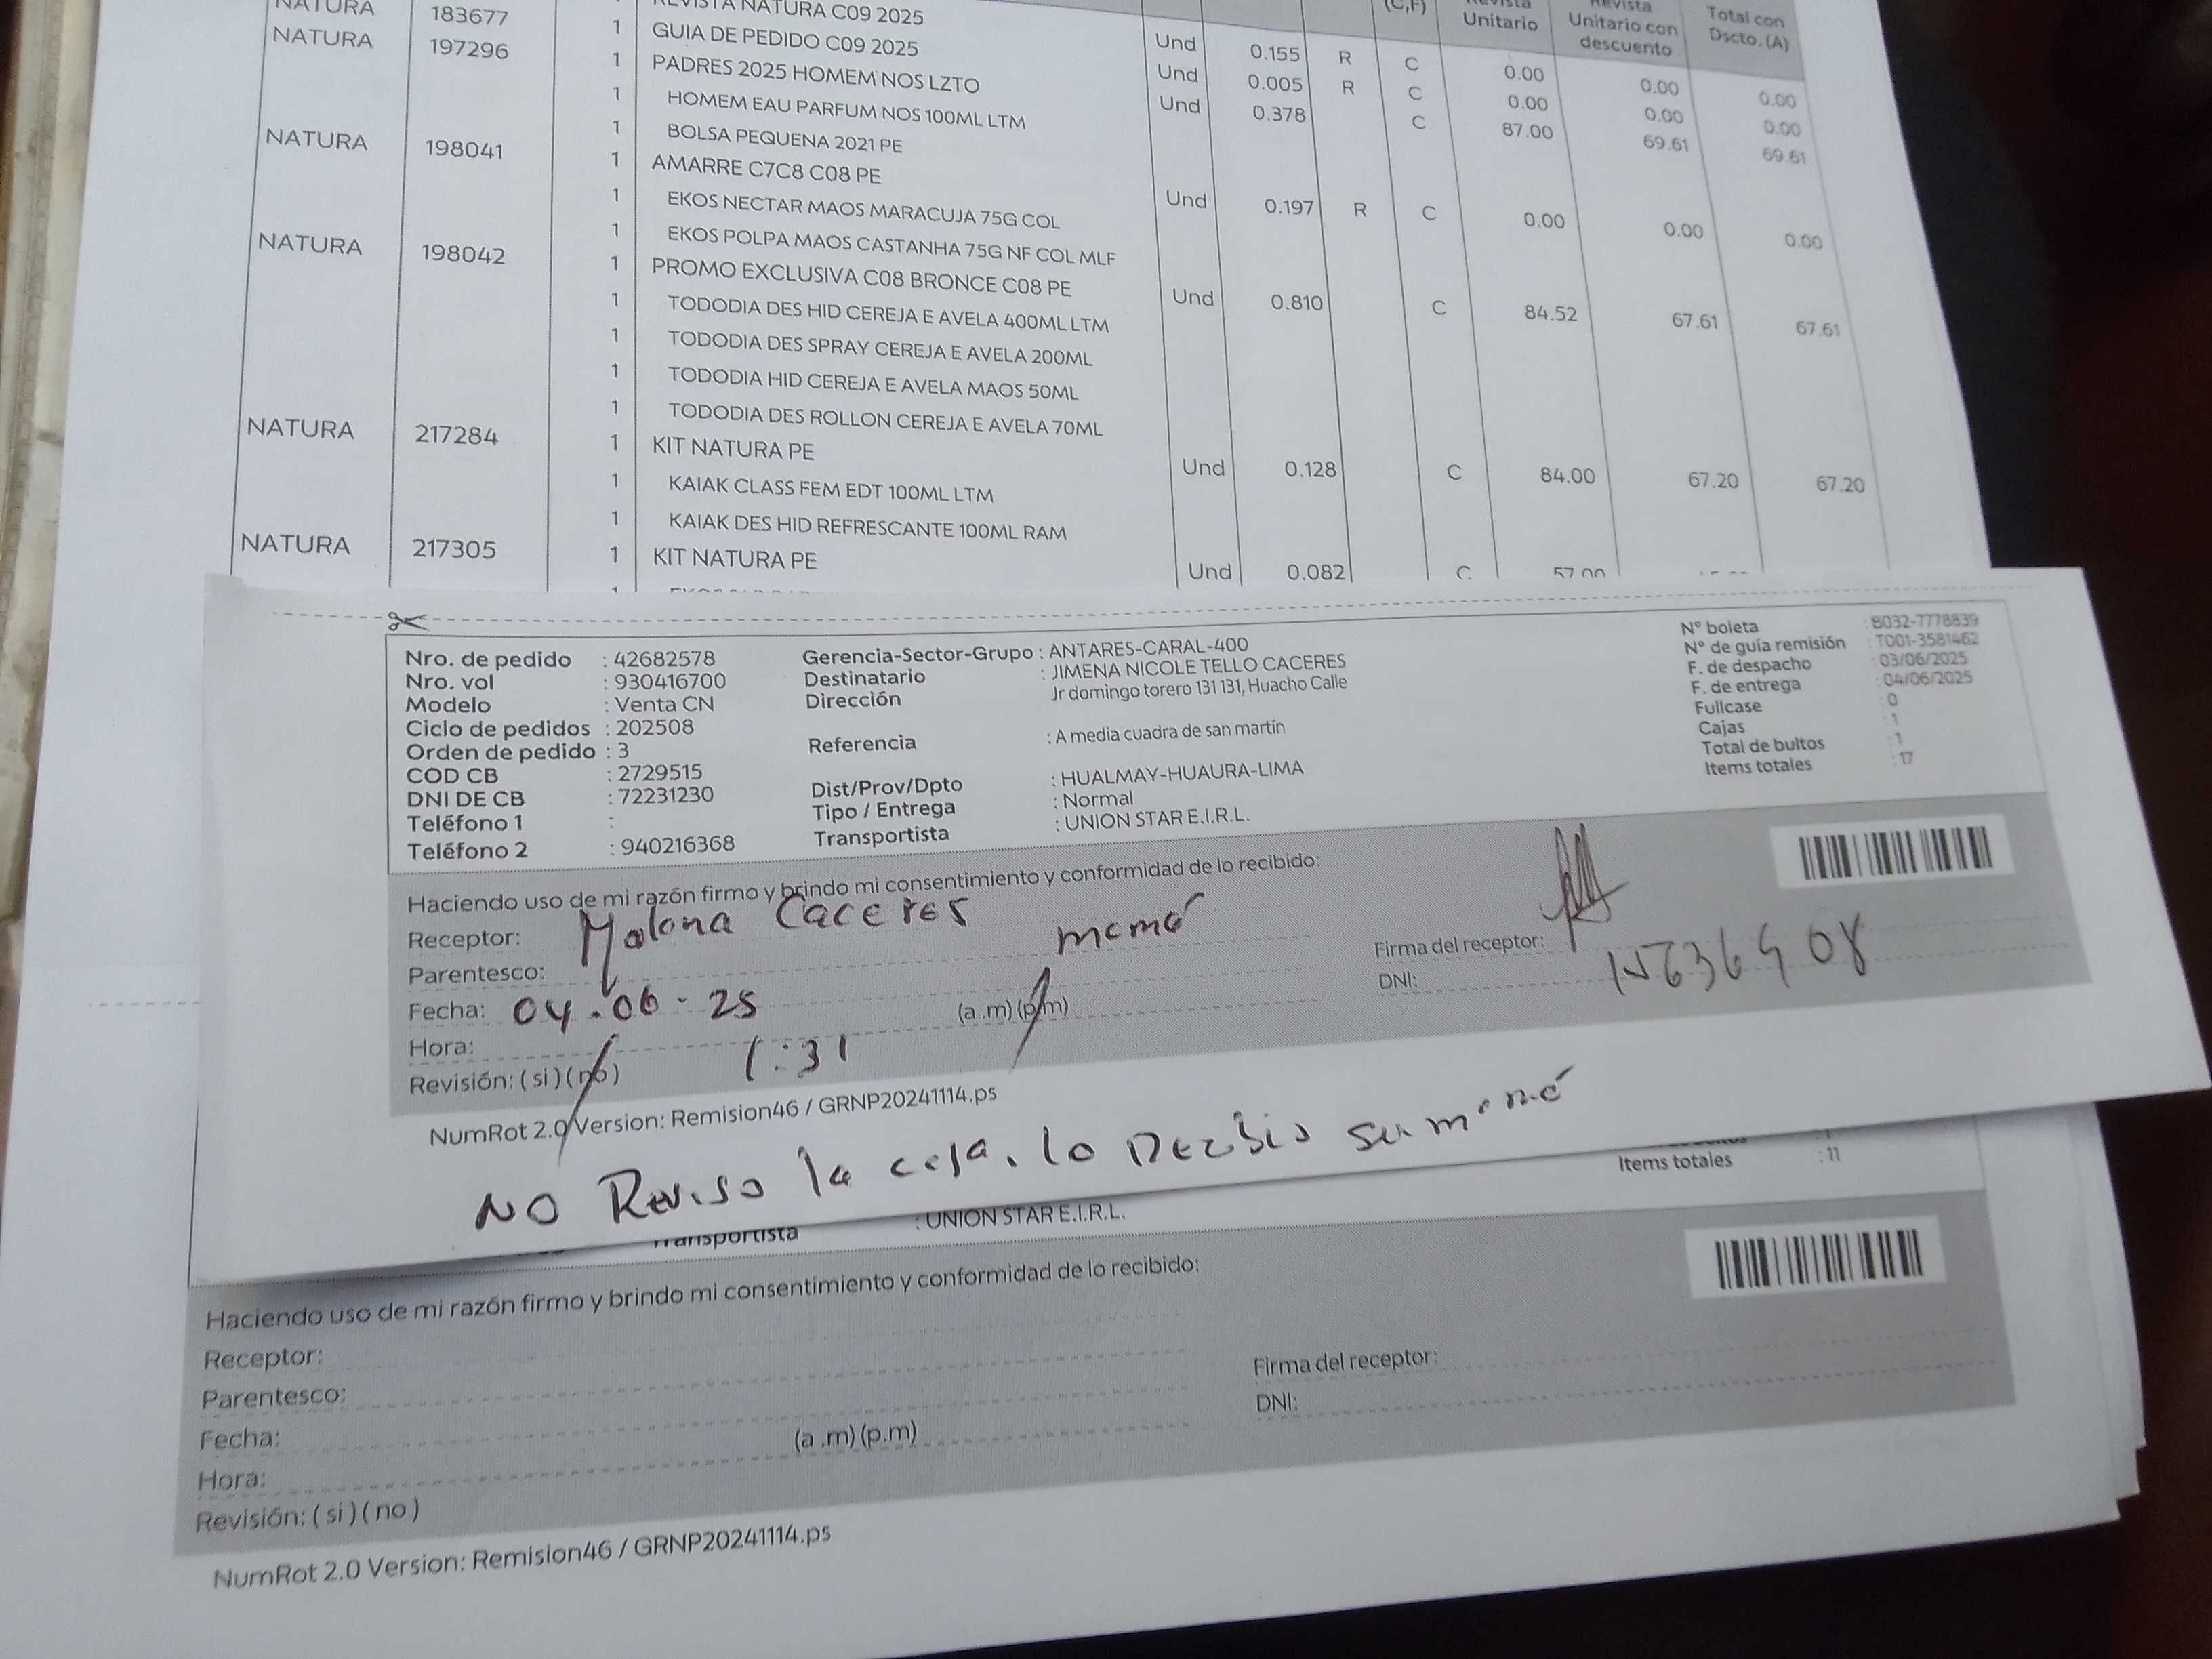 NATURA 183677 1 REVISTA NATURA C09 2025 Und 0.155 R C 0.00 0.00 0.00
(C,F) Revista Unitario Revista Unitario con descuento Total con Dscto. (A)
NATURA 197296 1 GUIA DE PEDIDO C09 2025 Und 0.005 R C 0.00 0.00 0.00
1 PADRES 2025 HOMEM NOS LZTO Und 0.378 C 87.00 69.61 69.61
1 HOMEM EAU PARFUM NOS 100ML LTM
1 BOLSA PEQUENA 2021 PE
NATURA 198041 1 AMARRE C7C8 C08 PE Und 0.197 R C 0.00 0.00 0.00
1 EKOS NECTAR MAOS MARACUJA 75G COL
1 EKOS POLPA MAOS CASTANHA 75G NF COL MLF
NATURA 198042 1 PROMO EXCLUSIVA C08 BRONCE C08 PE Und 0.810 C 84.52 67.61 67.61
1 TODODIA DES HID CEREJA E AVELA 400ML LTM
1 TODODIA DES SPRAY CEREJA E AVELA 200ML
1 TODODIA HID CEREJA E AVELA MAOS 50ML
1 TODODIA DES ROLLON CEREJA E AVELA 70ML
NATURA 217284 1 KIT NATURA PE Und 0.128 C 84.00 67.20 67.20
1 KAIAK CLASS FEM EDT 100ML LTM
1 KAIAK DES HID REFRESCANTE 100ML RAM
NATURA 217305 1 KIT NATURA PE Und 0.082 C 57.00
Nro. de pedido : 42682578
Nro. vol : 930416700
Modelo : Venta CN
Ciclo de pedidos : 202508
Orden de pedido : 3
COD CB : 2729515
DNI DE CB : 72231230
Teléfono 1 :
Teléfono 2 : 940216368
Gerencia-Sector-Grupo : ANTARES-CARAL-400
Destinatario : JIMENA NICOLE TELLO CACERES
Dirección Jr domingo torero 131 131, Huacho Calle
Referencia : A media cuadra de san martín
Dist/Prov/Dpto : HUALMAY-HUAURA-LIMA
Tipo / Entrega : Normal
Transportista : UNION STAR E.I.R.L.
N° boleta : B032-7778839
N° de guía remisión : T001-3581462
F. de despacho : 03/06/2025
F. de entrega : 04/06/2025
Fullcase : 0
Cajas : 1
Total de bultos : 1
Items totales : 17
Haciendo uso de mi razón firmo y brindo mi consentimiento y conformidad de lo recibido:
Receptor: Caceres
Parentesco: mamá
Fecha: 04.06.25 (a .m) (p.m)
Hora: 1:31
Revisión: ( si ) ( no )
Firma del receptor:
DNI:
NumRot 2.0 Version: Remision46 / GRNP20241114.ps
NO Reviso la caja. lo Recibio su mamá
Items totales : 11
Transportista : UNION STAR E.I.R.L.
Haciendo uso de mi razón firmo y brindo mi consentimiento y conformidad de lo recibido:
Receptor:
Parentesco:
Fecha: (a .m) (p.m)
Hora:
Revisión: ( si ) ( no )
Firma del receptor:
DNI:
NumRot 2.0 Version: Remision46 / GRNP20241114.ps